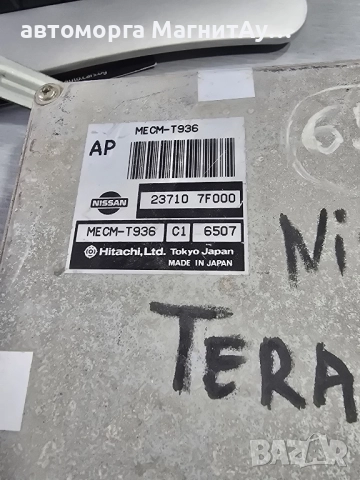 автоморга МагнитАу...
MECM-T936
AP
NISSAN
23710 7F000
MECM-T936 C1 6507
Hitachi, Ltd. Tokyo Japan
MADE IN JAPAN
Ni
TERA
BAZAR